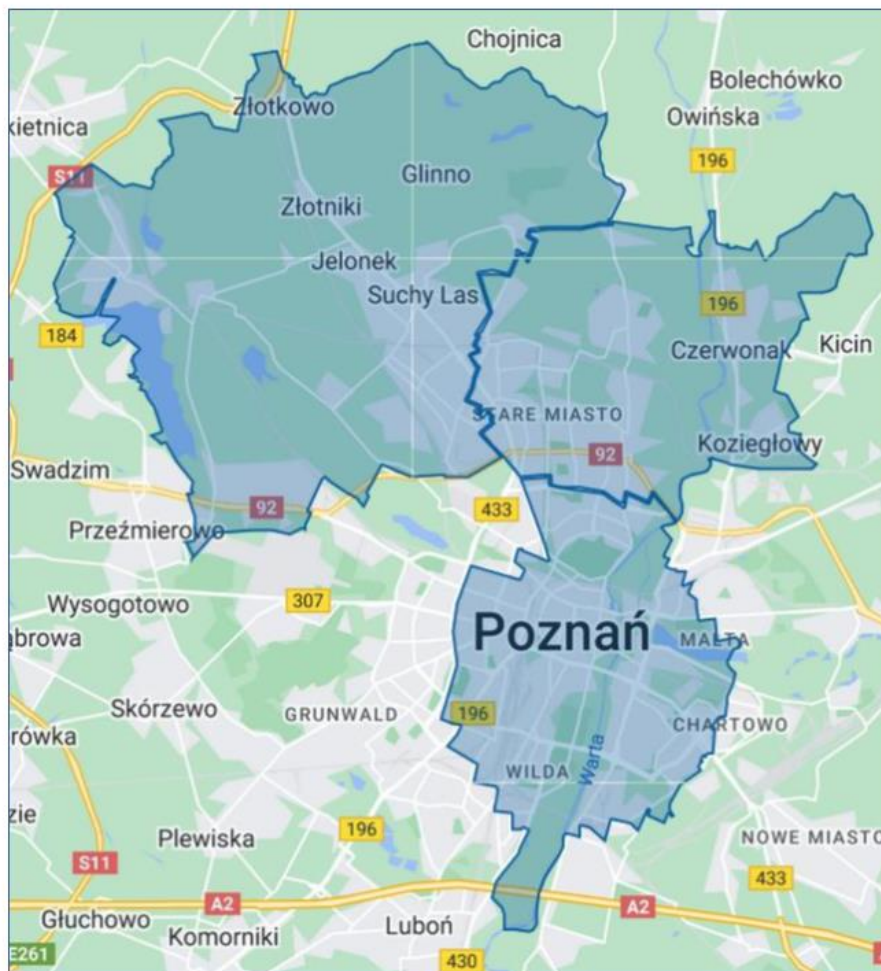 Chojnica
Bolechówko
Złotkowo
Owińska
kietnica
196
S11
Glinno
Złotniki
Jelonek
Suchy Las
196
184
Czerwonak
Kicin
STARE MIASTO
Koziegłowy
92
Swadzim
92
433
Przeźmierowo
307
Wysogotowo
Poznań
MALTA
ąbrowa
Skórzewo
GRUNWALD
196
CHARTOWO
rówka
WILDA
Warta
zie
Plewiska
196
NOWE MIASTO
S11
433
A2
A2
Głuchowo
Luboń
Komorniki
E261
430